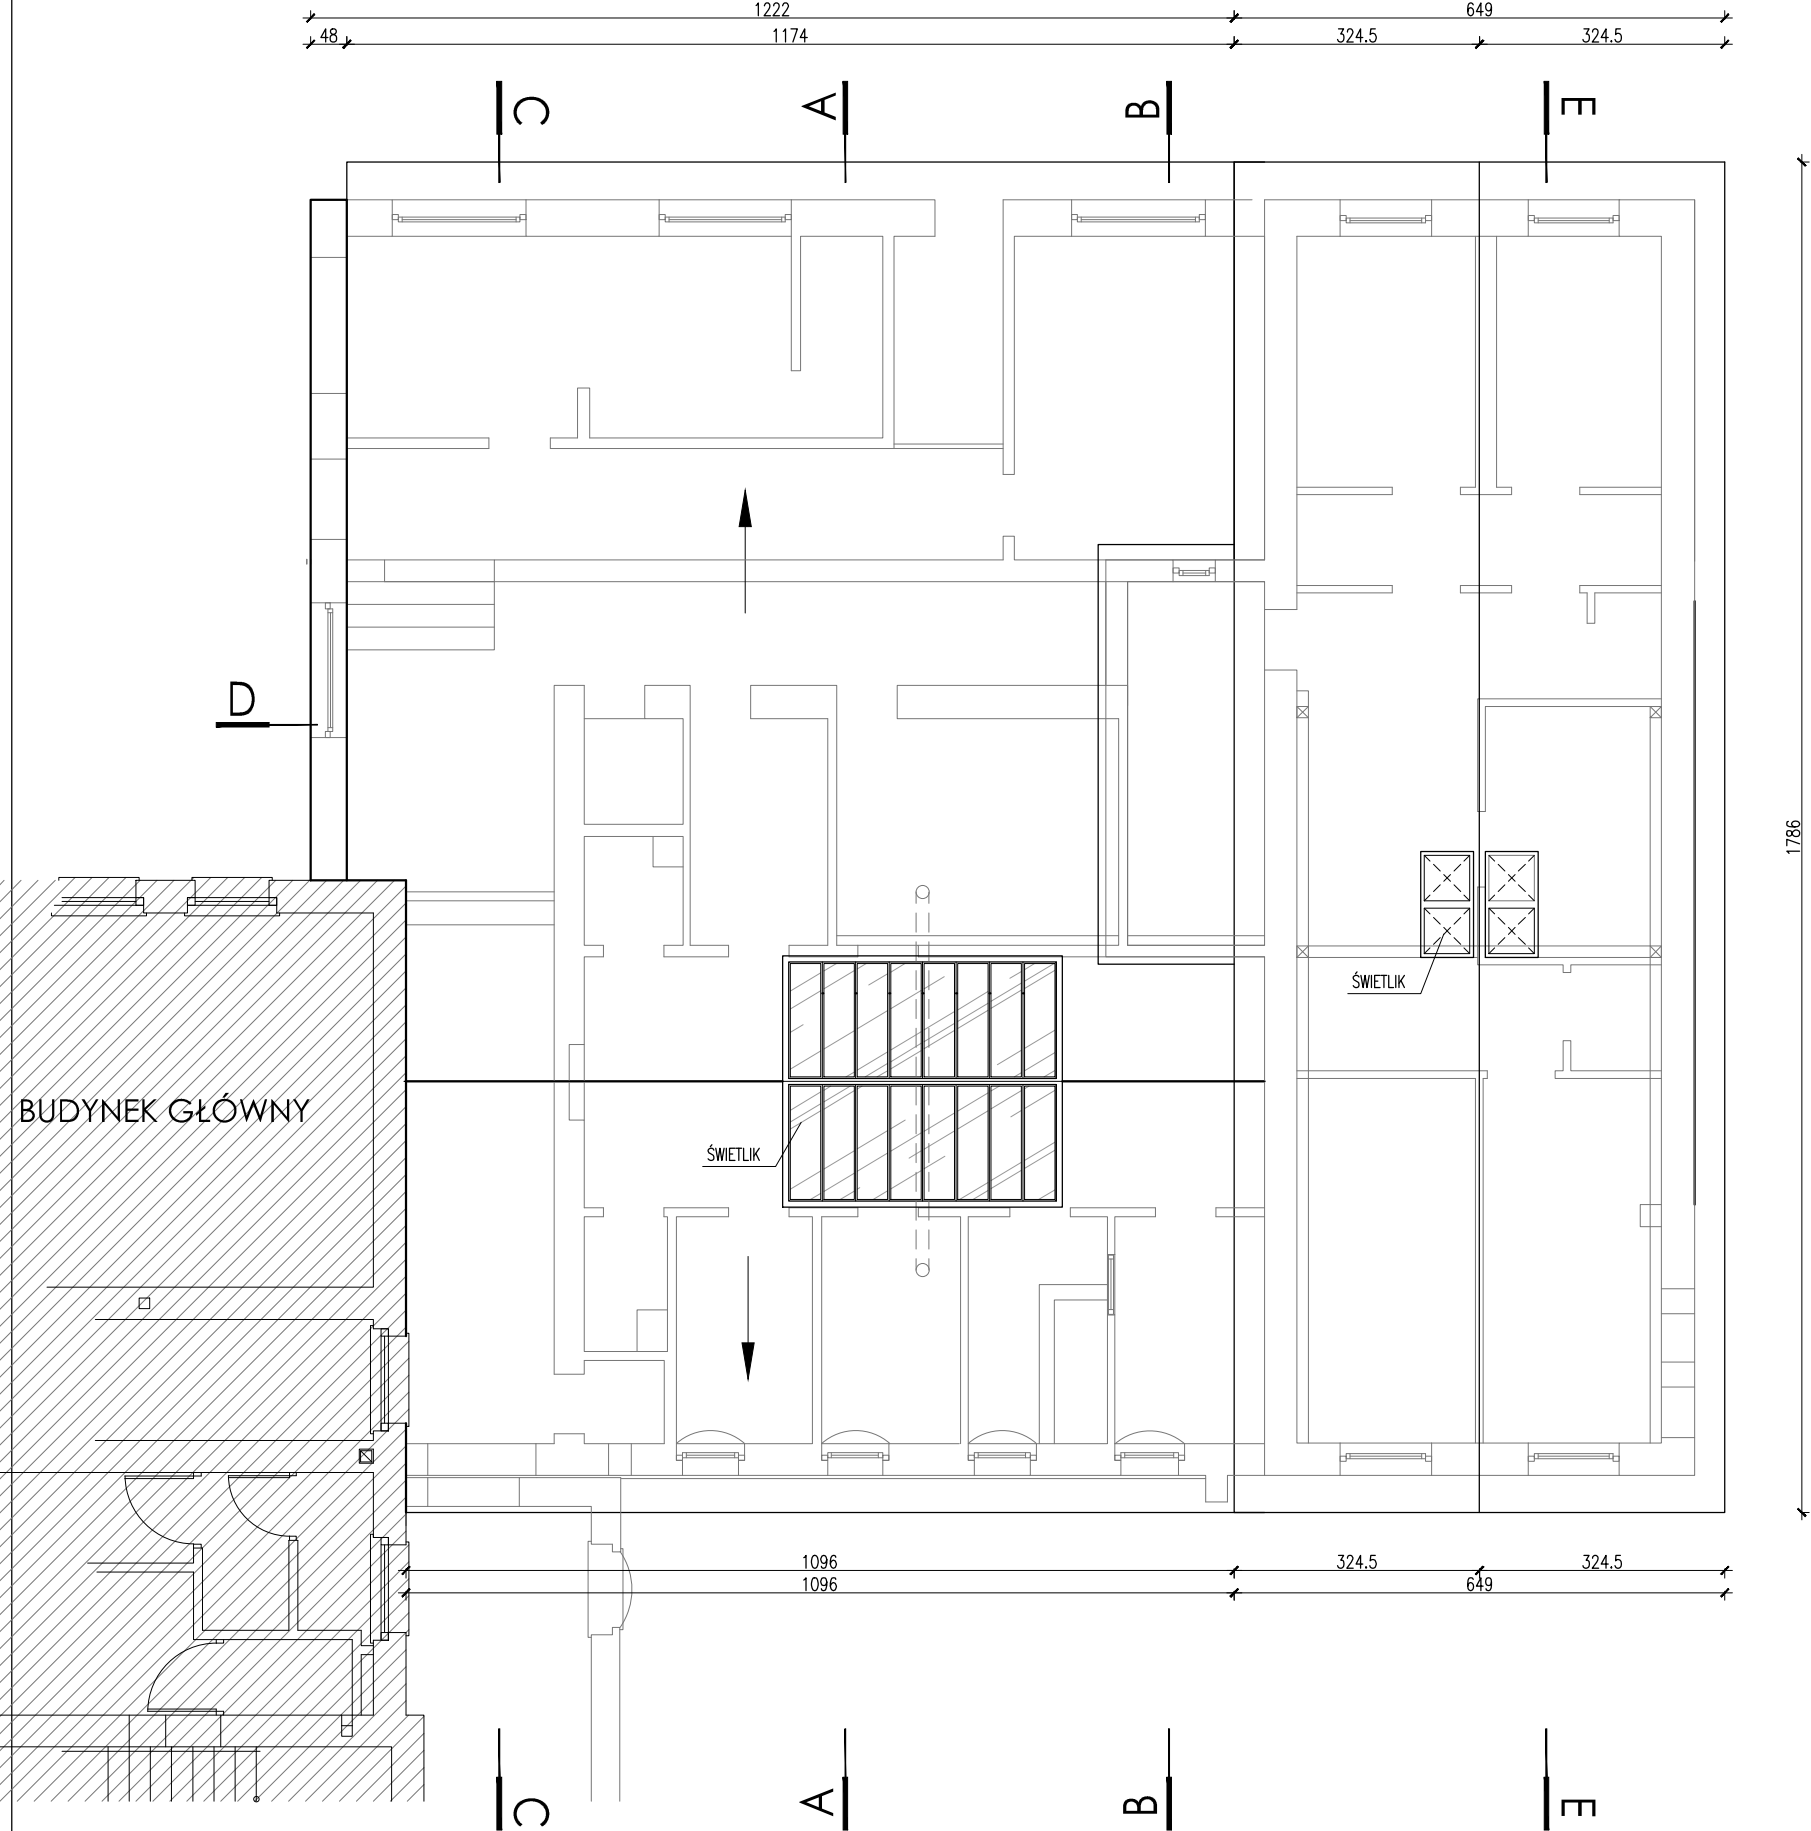 1222
649
48
1174
324.5
324.5
C
A
B
E
D
1786
ŚWIETLIK
BUDYNEK GŁÓWNY
ŚWIETLIK
1096
324.5
324.5
1096
649
C
A
B
E